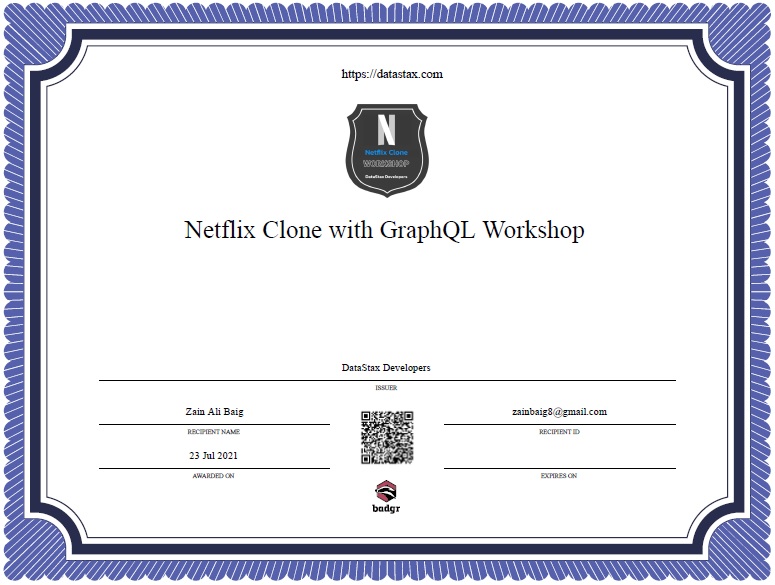 https://datastax.com
N
Netflix Clone
WORKSHOP
DataStax Developers
Netflix Clone with GraphQL Workshop
DataStax Developers
ISSUER
Zain Ali Baig
zainbaig8@gmail.com
RECIPIENT NAME
RECIPIENT ID
23 Jul 2021
AWARDED ON
EXPIRES ON
badgr